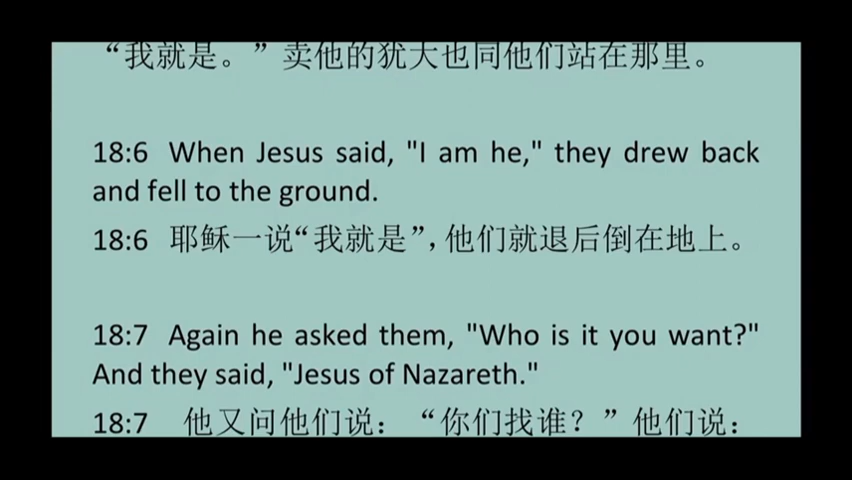 “我就是。”卖他的犹大也同他们站在那里。
18:6 When Jesus said, "I am he," they drew back
and fell to the ground.
18:6 耶稣一说“我就是”，他们就退后倒在地上。
18:7 Again he asked them, "Who is it you want?"
And they said, "Jesus of Nazareth."
18:7 他又问他们说：“你们找谁？”他们说：